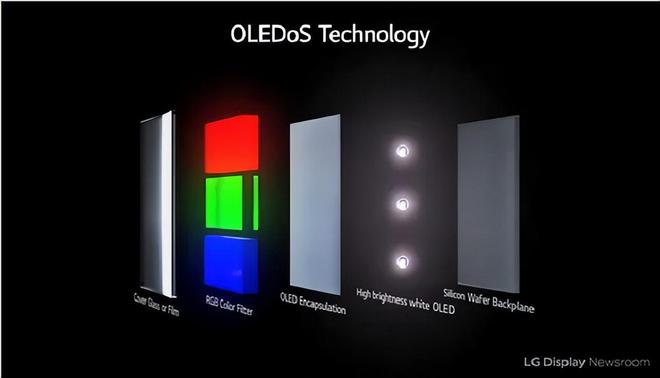 OLEDoS Technology
Cover Glass or Film
RGB Color Filter
OLED Encapsulation
High brightness white OLED
Silicon Wafer Backplane
LG Display Newsroom